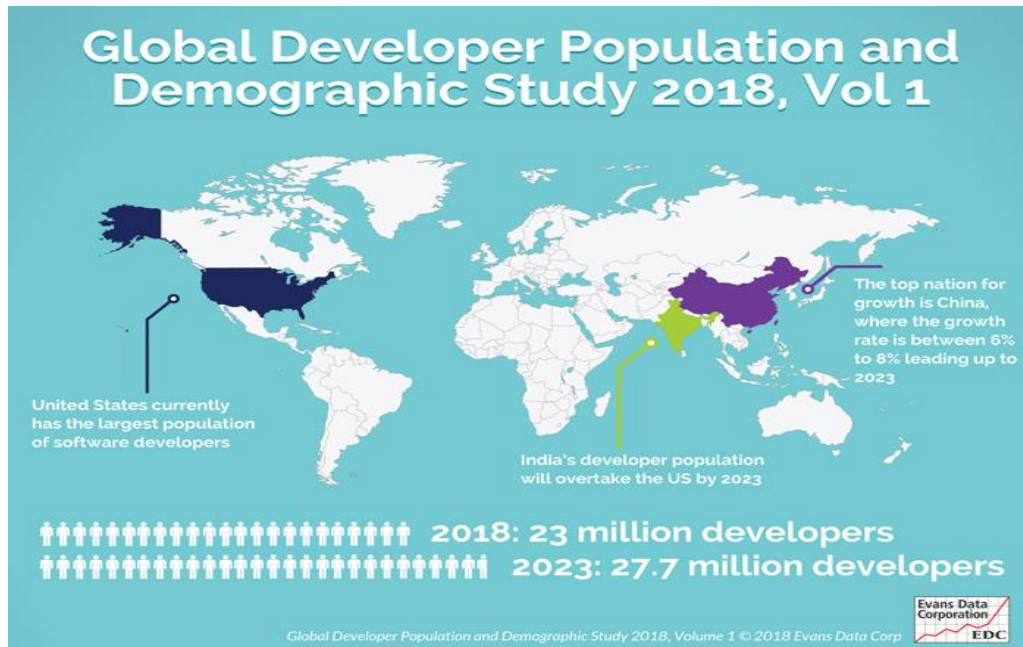 Global Developer Population and
Demographic Study 2018, Vol 1
The top nation for
growth is China,
where the growth
rate is between 6%
to 8% leading up to
2023
United States currently
has the largest population
of software developers
India's developer population
will overtake the US by 2023
2018: 23 million developers
2023: 27.7 million developers
Evans Data
Corporation
EDC
Global Developer Population and Demographic Study 2018, Volume 1 © 2018 Evans Data Corp